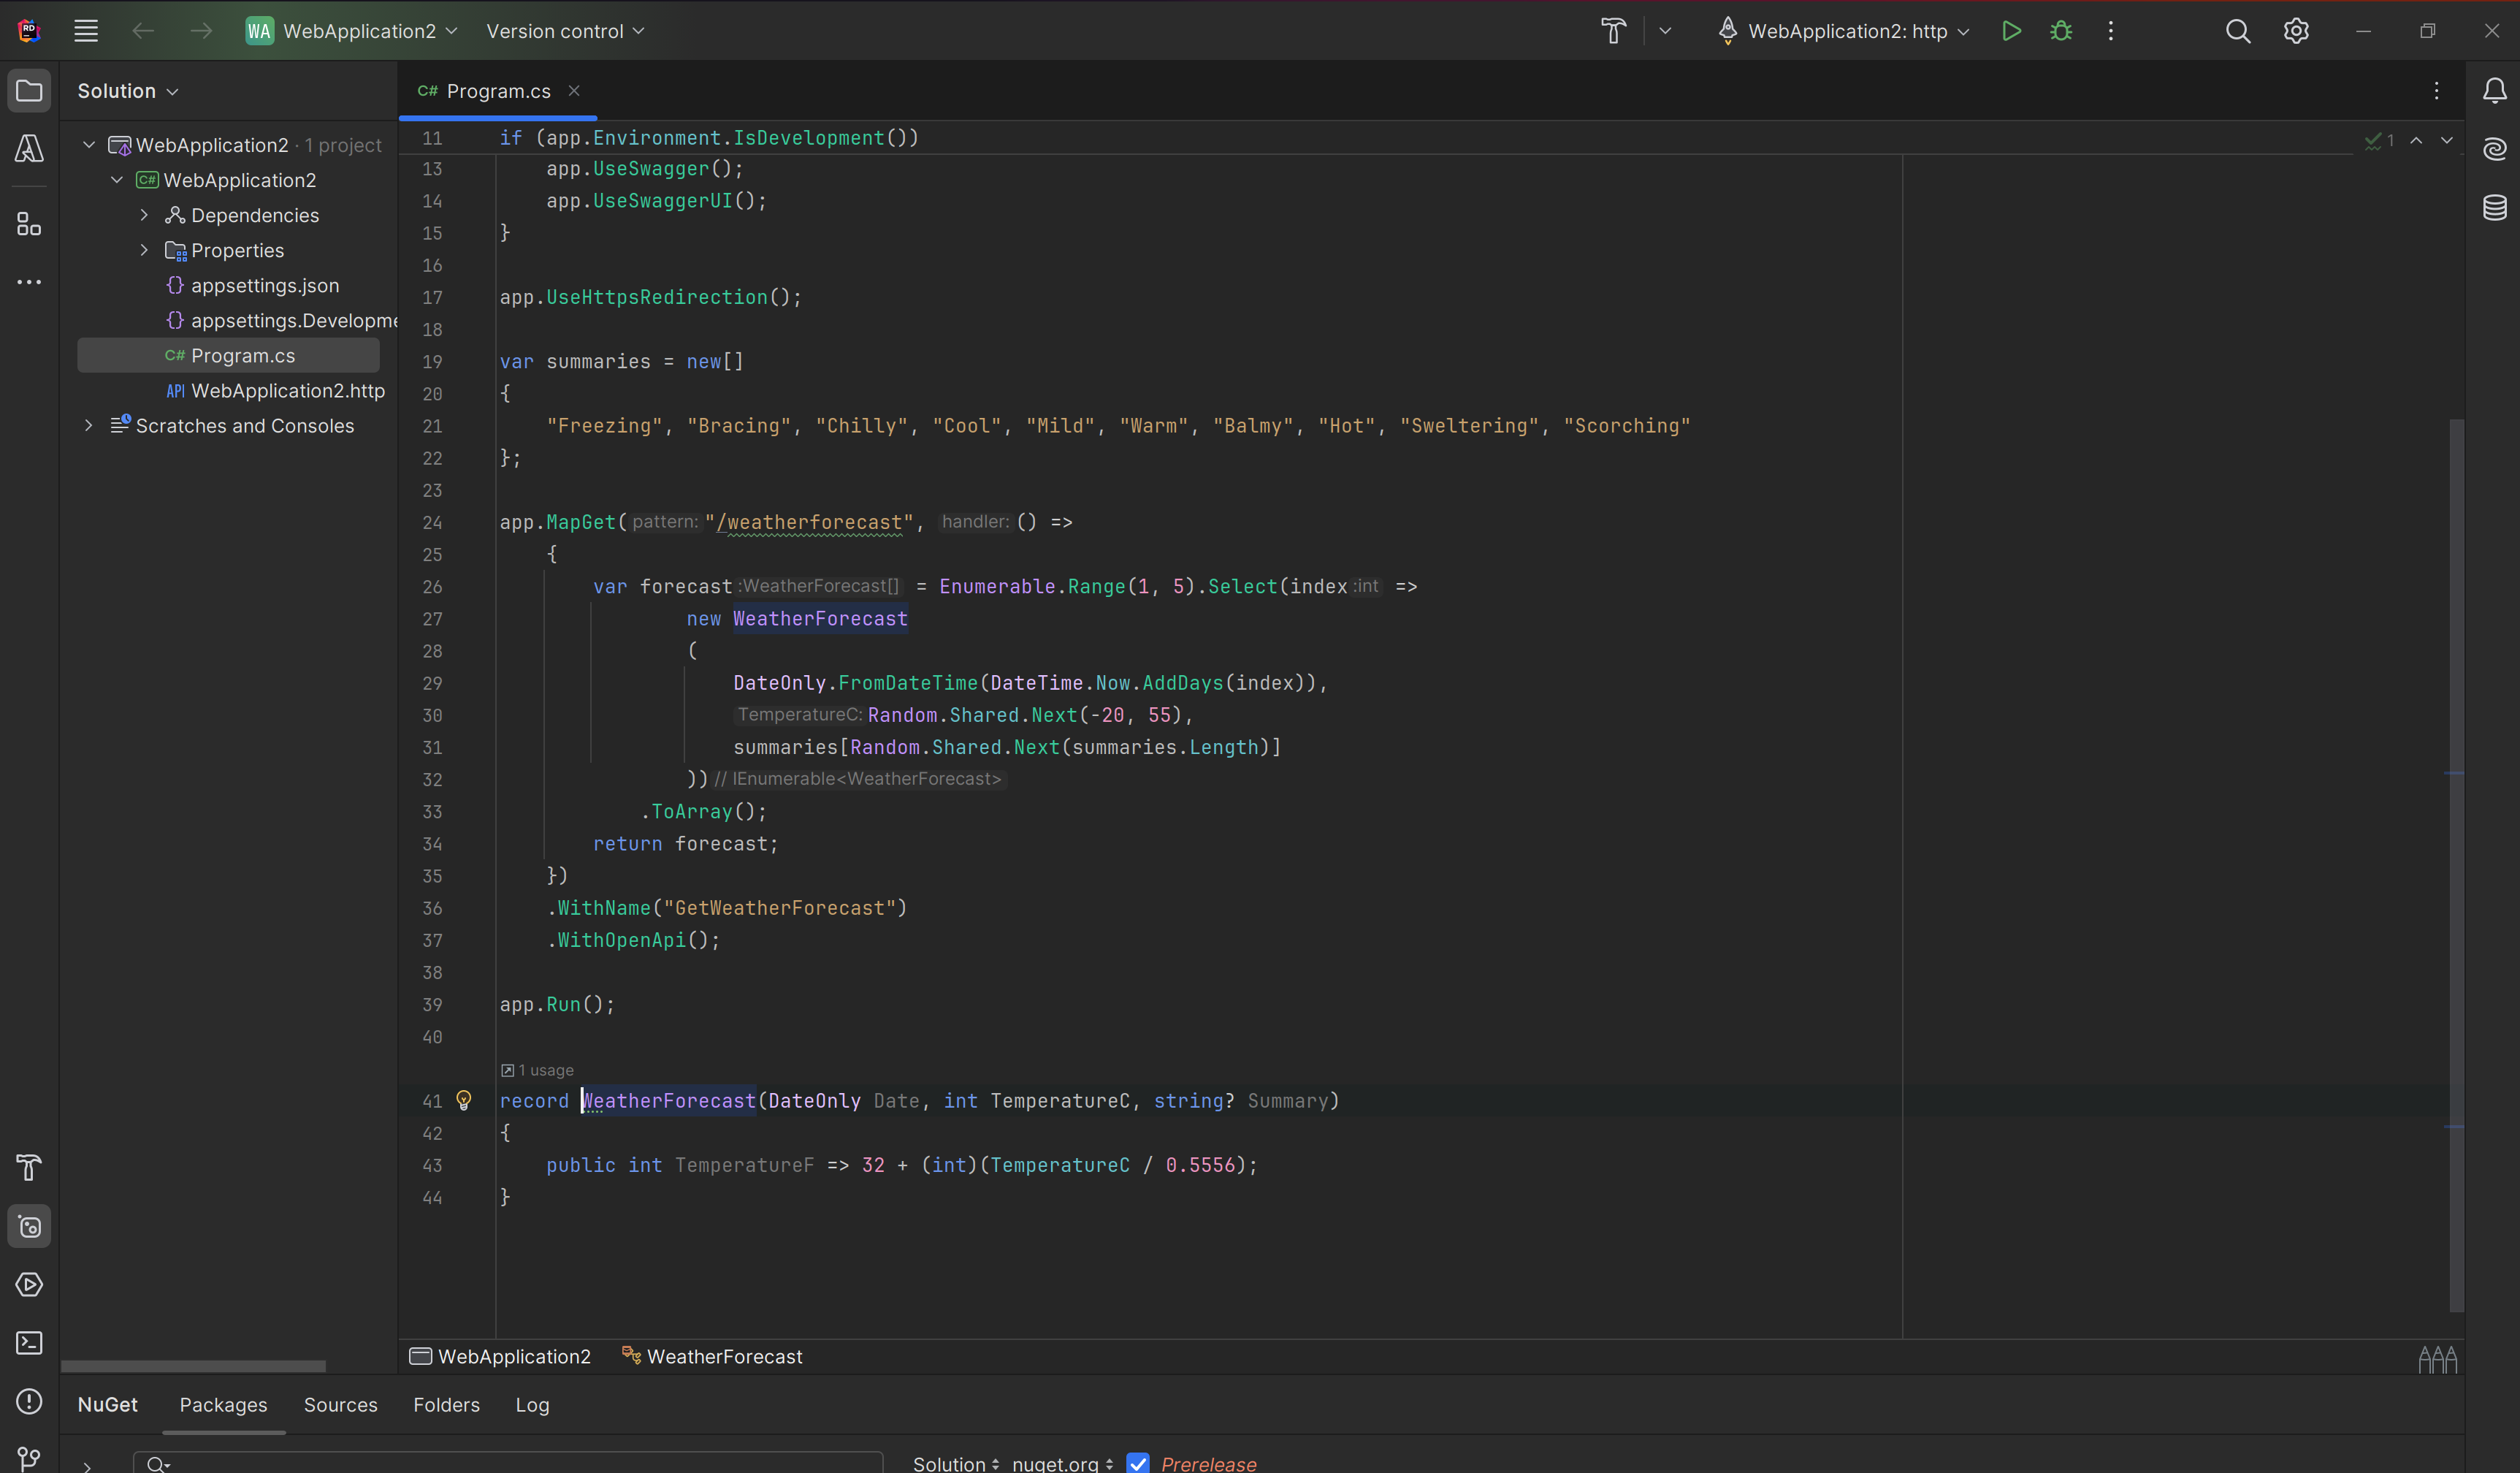 WA WebApplication2 Version control WebApplication2: http
Solution
C# Program.cs
WebApplication2 · 1 project
C# WebApplication2
Dependencies
Properties
{} appsettings.json
{} appsettings.Developme
C# Program.cs
API WebApplication2.http
Scratches and Consoles
11 if (app.Environment.IsDevelopment())
1
13 app.UseSwagger();
14 app.UseSwaggerUI();
15 }
16
17 app.UseHttpsRedirection();
18
19 var summaries = new[]
20 {
21 "Freezing", "Bracing", "Chilly", "Cool", "Mild", "Warm", "Balmy", "Hot", "Sweltering", "Scorching"
22 };
23
24 app.MapGet(pattern: "/weatherforecast", handler: () =>
25 {
26 var forecast :WeatherForecast[] = Enumerable.Range(1, 5).Select(index :int =>
27 new WeatherForecast
28 (
29 DateOnly.FromDateTime(DateTime.Now.AddDays(index)),
30 TemperatureC: Random.Shared.Next(-20, 55),
31 summaries[Random.Shared.Next(summaries.Length)]
32 )) // IEnumerable<WeatherForecast>
33 .ToArray();
34 return forecast;
35 })
36 .WithName("GetWeatherForecast")
37 .WithOpenApi();
38
39 app.Run();
40
1 usage
41 record WeatherForecast(DateOnly Date, int TemperatureC, string? Summary)
42 {
43 public int TemperatureF => 32 + (int)(TemperatureC / 0.5556);
44 }
WebApplication2 WeatherForecast
NuGet Packages Sources Folders Log
Solution nuget.org Prerelease